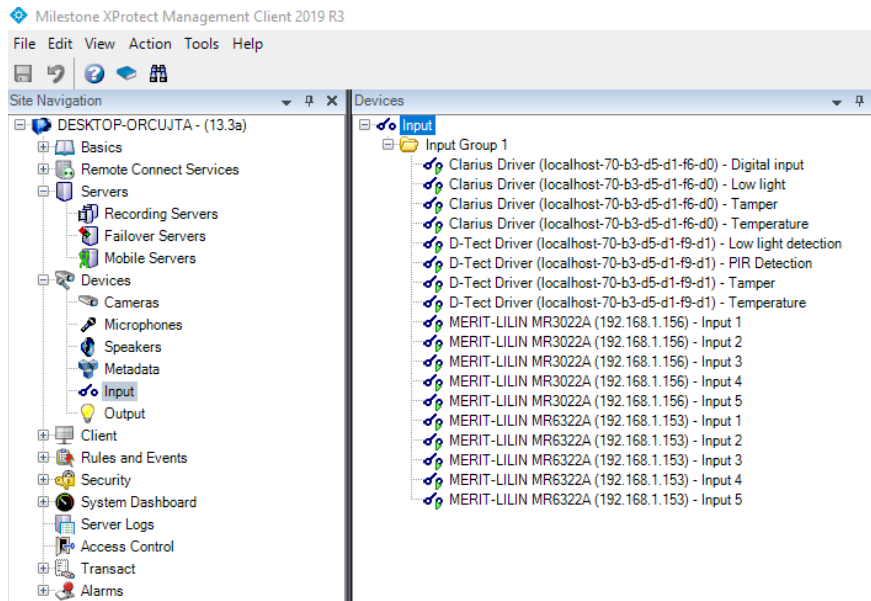 Milestone XProtect Management Client 2019 R3
File Edit View Action Tools Help
Site Navigation
DESKTOP-ORCUJTA - (13.3a)
Basics
Remote Connect Services
Servers
Recording Servers
Failover Servers
Mobile Servers
Devices
Cameras
Microphones
Speakers
Metadata
Input
Output
Client
Rules and Events
Security
System Dashboard
Server Logs
Access Control
Transact
Alarms
Devices
Input
Input Group 1
Clarius Driver (localhost-70-b3-d5-d1-f6-d0) - Digital input
Clarius Driver (localhost-70-b3-d5-d1-f6-d0) - Low light
Clarius Driver (localhost-70-b3-d5-d1-f6-d0) - Tamper
Clarius Driver (localhost-70-b3-d5-d1-f6-d0) - Temperature
D-Tect Driver (localhost-70-b3-d5-d1-f9-d1) - Low light detection
D-Tect Driver (localhost-70-b3-d5-d1-f9-d1) - PIR Detection
D-Tect Driver (localhost-70-b3-d5-d1-f9-d1) - Tamper
D-Tect Driver (localhost-70-b3-d5-d1-f9-d1) - Temperature
MERIT-LILIN MR3022A (192.168.1.156) - Input 1
MERIT-LILIN MR3022A (192.168.1.156) - Input 2
MERIT-LILIN MR3022A (192.168.1.156) - Input 3
MERIT-LILIN MR3022A (192.168.1.156) - Input 4
MERIT-LILIN MR3022A (192.168.1.156) - Input 5
MERIT-LILIN MR6322A (192.168.1.153) - Input 1
MERIT-LILIN MR6322A (192.168.1.153) - Input 2
MERIT-LILIN MR6322A (192.168.1.153) - Input 3
MERIT-LILIN MR6322A (192.168.1.153) - Input 4
MERIT-LILIN MR6322A (192.168.1.153) - Input 5